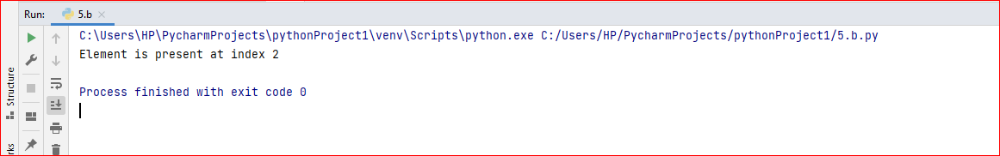 Run:
5.b
C:\Users\HP\PycharmProjects\pythonProject1\venv\Scripts\python.exe C:/Users/HP/PycharmProjects/pythonProject1/5.b.py
Element is present at index 2
Process finished with exit code 0
Structure
rks